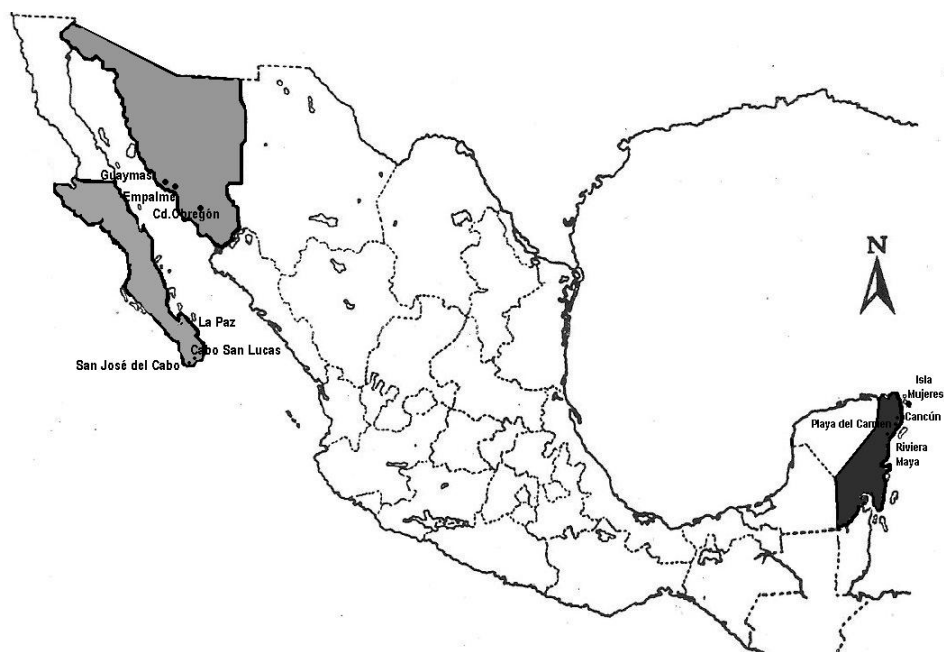 Guaymas
Empalme
Cd.Obregón
La Paz
Cabo San Lucas
San José del Cabo
N
Isla
Mujeres
Cancún
Playa del Carmen
Riviera
Maya